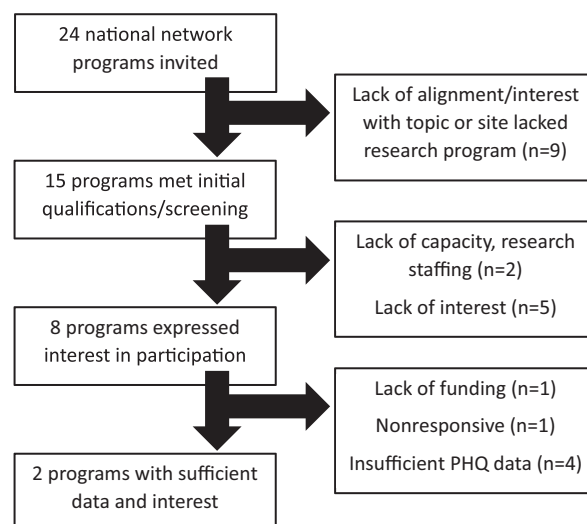 24 national network
programs invited
Lack of alignment/interest
with topic or site lacked
research program (n=9)
15 programs met initial
qualifications/screening
Lack of capacity, research
staffing (n=2)
Lack of interest (n=5)
8 programs expressed
interest in participation
Lack of funding (n=1)
Nonresponsive (n=1)
Insufficient PHQ data (n=4)
2 programs with sufficient
data and interest